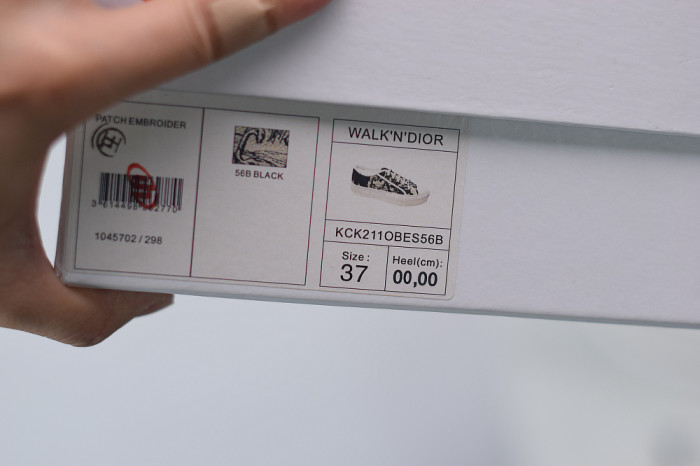 PATCH EMBROIDER
1045702 / 298
56B BLACK
WALK'N'DIOR
KCK211OBES56B
Size :
37
Heel(cm):
00,00